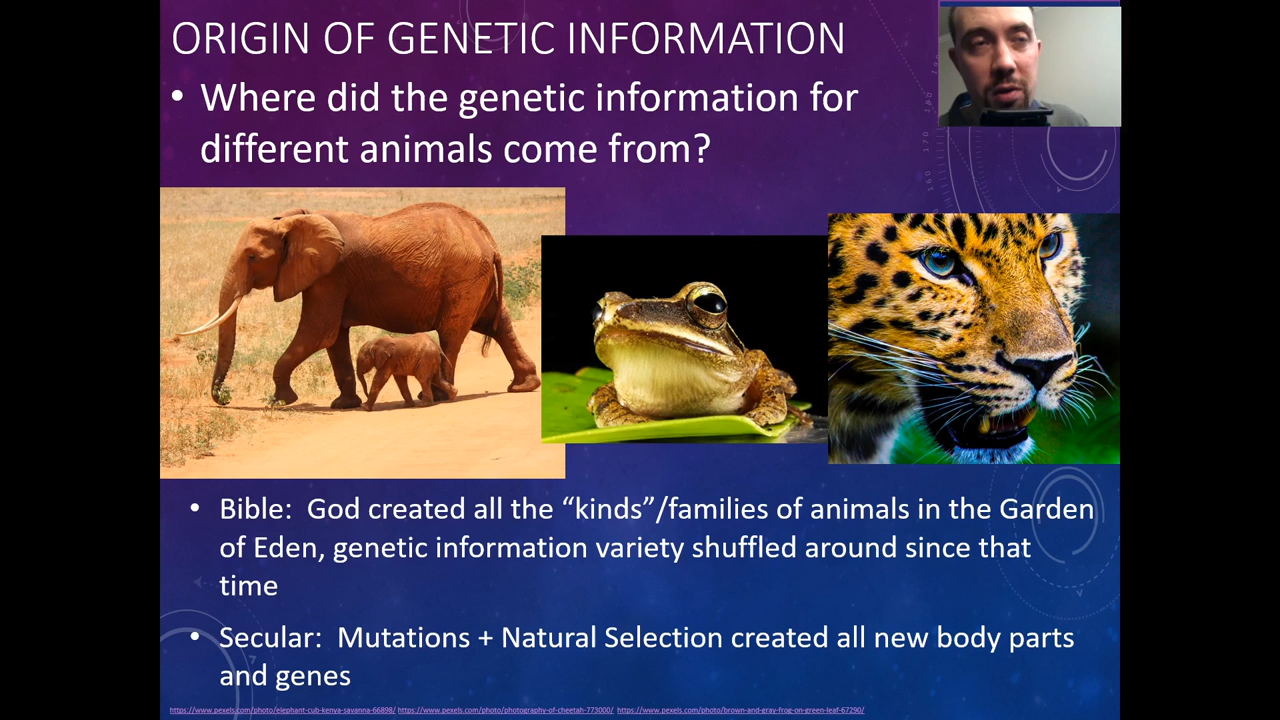 ORIGIN OF GENETIC INFORMATION
• Where did the genetic information for
different animals come from?
• Bible:  God created all the “kinds”/families of animals in the Garden
of Eden, genetic information variety shuffled around since that
time
• Secular:  Mutations + Natural Selection created all new body parts
and genes
https://www.pexels.com/photo/elephant-cub-kenya-savanna-66898/ https://www.pexels.com/photo/photography-of-cheetah-773000/ https://www.pexels.com/photo/brown-and-gray-frog-on-green-leaf-67290/